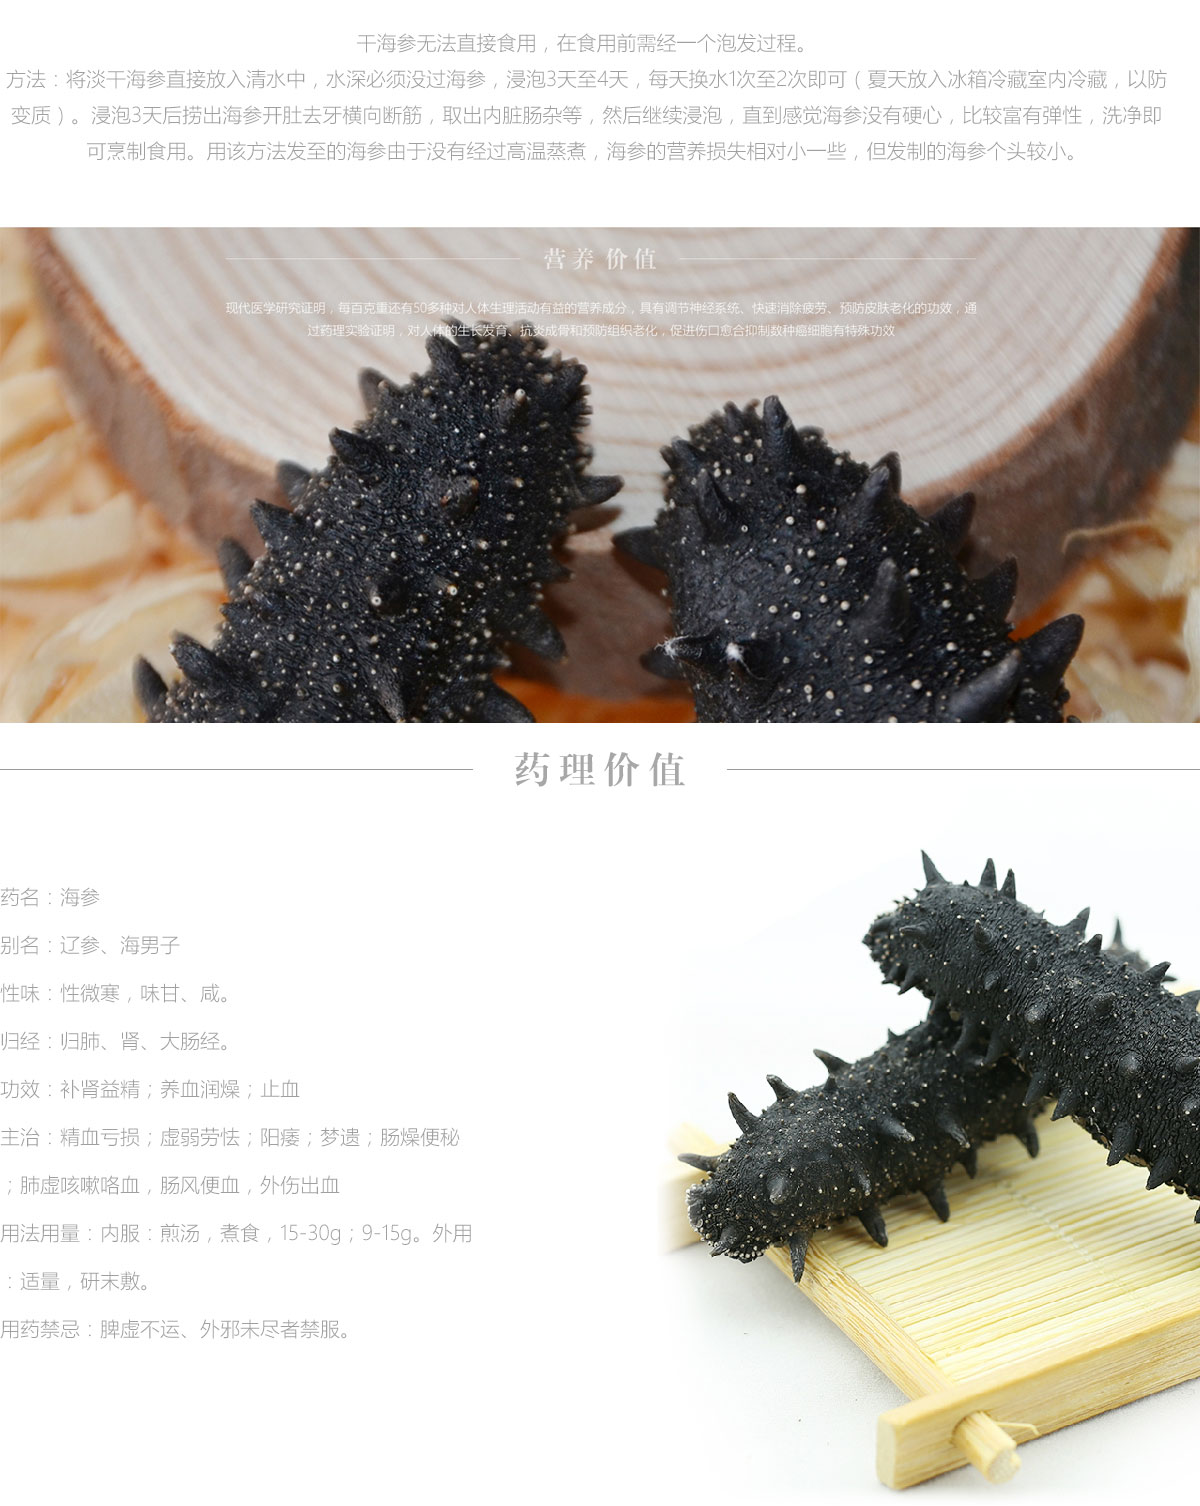 干海参无法直接食用，在食用前需经一个泡发过程。
方法：将淡干海参直接放入清水中，水深必须没过海参，浸泡3天至4天，每天换水1次至2次即可（夏天放入冰箱冷藏室内冷藏，以防
变质）。浸泡3天后捞出海参开肚去牙横向断筋，取出内脏肠杂等，然后继续浸泡，直到感觉海参没有硬心，比较富有弹性，洗净即
可烹制食用。用该方法发至的海参由于没有经过高温蒸煮，海参的营养损失相对小一些，但发制的海参个头较小。
营养 价值
现代医学研究证明，每百克重还有50多种对人体生理活动有益的营养成分，具有调节神经系统、快速消除疲劳、预防皮肤老化的功效，通
过药理实验证明，对人体的生长发育、抗炎成骨和预防组织老化，促进伤口愈合抑制数种癌细胞有特殊功效
药理价值
药名：海参
别名：辽参、海男子
性味：性微寒，味甘、咸。
归经：归肺、肾、大肠经。
功效：补肾益精；养血润燥；止血
主治：精血亏损；虚弱劳怯；阳痿；梦遗；肠燥便秘
；肺虚咳嗽咯血，肠风便血，外伤出血
用法用量：内服：煎汤，煮食，15-30g；9-15g。外用
：适量，研末敷。
用药禁忌：脾虚不运、外邪未尽者禁服。